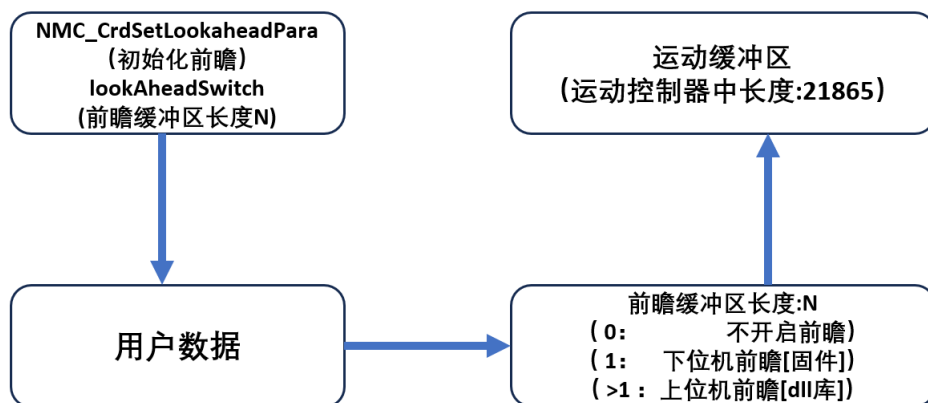 NMC_CrdSetLookaheadPara
(初始化前瞻)
lookAheadSwitch
(前瞻缓冲区长度N)
运动缓冲区
(运动控制器中长度:21865)
用户数据
前瞻缓冲区长度:N
( 0: 不开启前瞻)
( 1: 下位机前瞻[固件])
( >1 : 上位机前瞻[dll库])